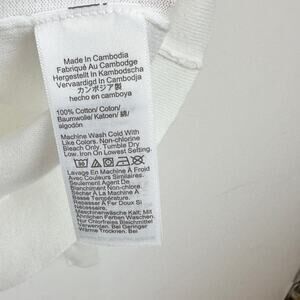 Made In Cambodia
Fabriqué Au Cambodge
Hergestellt In Kambodscha
Vervaardigd In Cambodja
カンボジア製
hecho en camboya
100% Cotton/ Coton/
Baumwolle/ Katoen/ 綿/
algodón
Machine Wash Cold With
Like Colors. Non-chlorine
Bleach Only. Tumble Dry
Low. Iron On Lowest Setting.
Lavage En Machine À Froid
Avec Couleurs Similaires.
Seulement Agent De
Blanchiment Non-chlore.
Sécher À La Machine À
Basse Température.
Repasser À Fer Doux Si
Nécessaire.
Maschinenwäsche Kalt, Mit
Ähnlichen Farben Waschen.
Nur Chlorfreies Bleichmittel
Verwenden. Bei Geringer
Wärme Trocknen. Bei